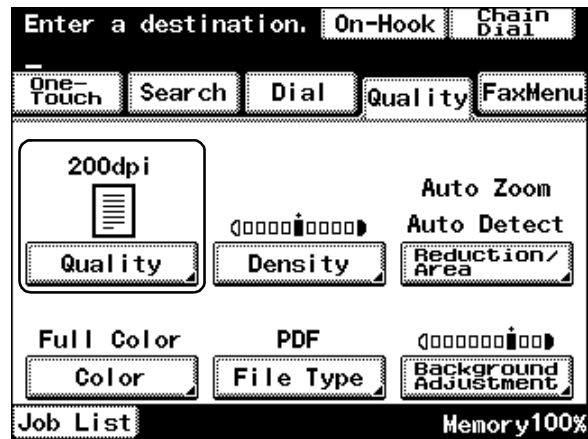 Enter a destination. On-Hook Chain Dial
One-Touch Search Dial Quality FaxMenu
200dpi
Auto Zoom
Auto Detect
Quality Density Reduction/Area
Full Color PDF
Color File Type Background Adjustment
Job List Memory100%